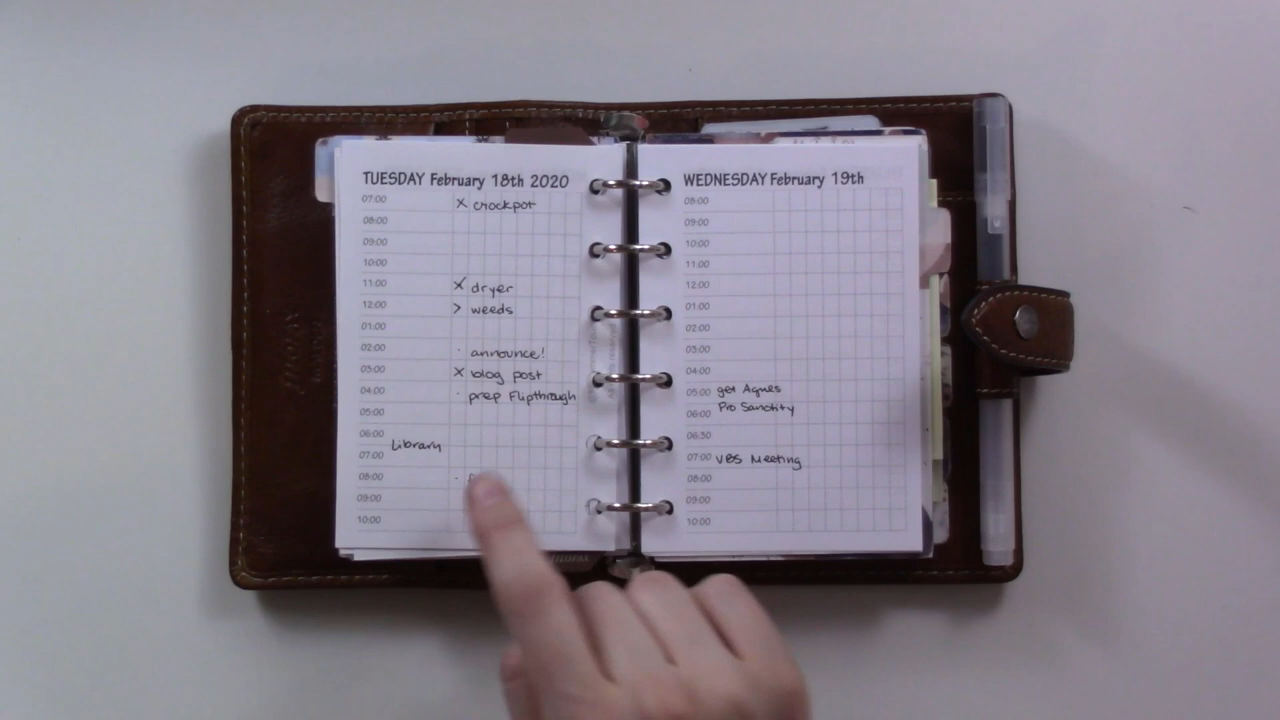 TUESDAY February 18th 2020
07:00 x crockpot
08:00
09:00
10:00
11:00 x dryer
12:00 > weeds
01:00
02:00 · announce!
03:00 x blog post
04:00 · prep Flipthrough
05:00
06:00
Library
07:00
08:00 ·
09:00
10:00
WEDNESDAY February 19th
08:00
09:00
10:00
11:00
12:00
01:00
02:00
03:00
04:00
05:00 get Agnes
Pro Sanctity
06:00
06:30
07:00 VBS Meeting
08:00
09:00
10:00
filofax